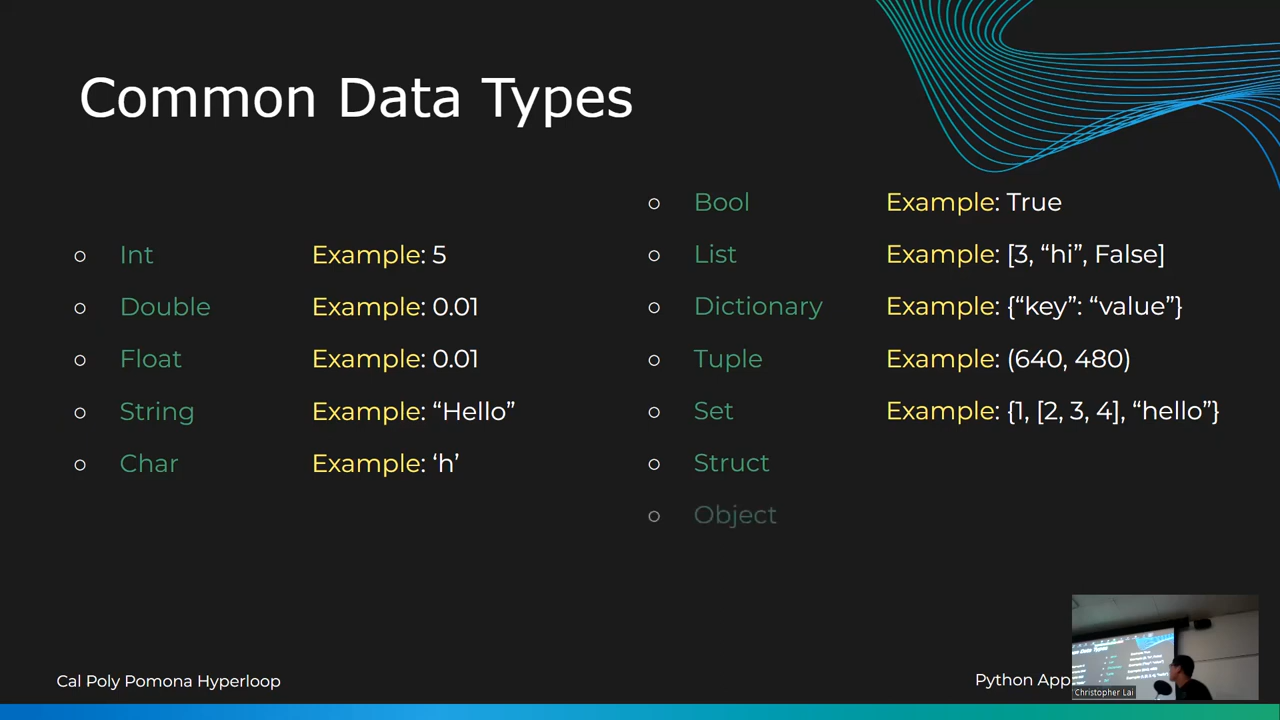 Common Data Types
Int Example: 5
Double Example: 0.01
Float Example: 0.01
String Example: “Hello”
Char Example: ‘h’
Bool Example: True
List Example: [3, “hi”, False]
Dictionary Example: {“key”: “value”}
Tuple Example: (640, 480)
Set Example: {1, [2, 3, 4], “hello”}
Struct
Object
Cal Poly Pomona Hyperloop
Python App
Christopher Lai